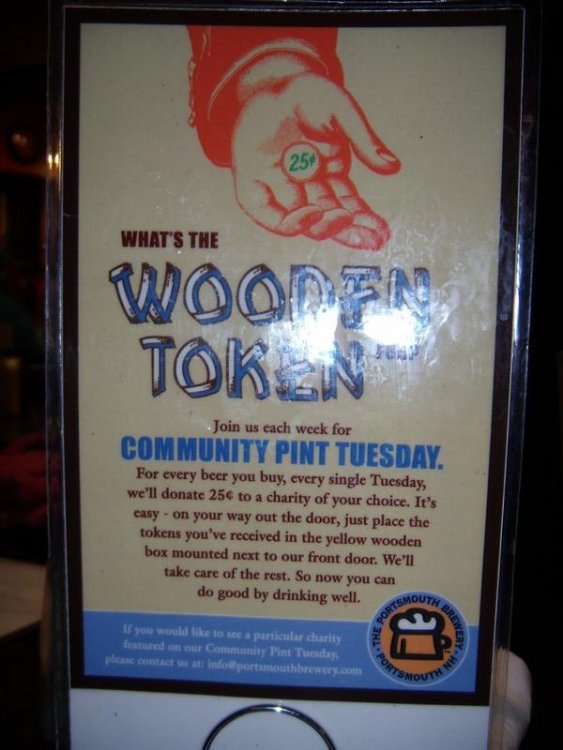 25¢
WHAT'S THE
WOODEN
TOKEN
FOR?
Join us each week for
COMMUNITY PINT TUESDAY.
For every beer you buy, every single Tuesday,
we'll donate 25¢ to a charity of your choice. It's
easy - on your way out the door, just place the
tokens you've received in the yellow wooden
box mounted next to our front door. We'll
take care of the rest. So now you can
do good by drinking well.
If you would like to see a particular charity
featured on our Community Pint Tuesday,
please contact us at: info@portsmouthbrewery.com
·THE PORTSMOUTH BREWERY·
PORTSMOUTH NH